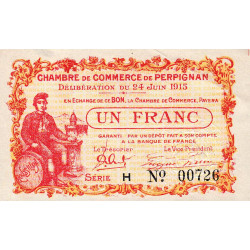 CHAMBRE DE COMMERCE DE PERPIGNAN
DÉLIBÉRATION DU 24 JUIN 1915
EN ÉCHANGE DE CE BON, LA CHAMBRE DE COMMERCE, PAYERA
UN FRANC
GARANTI PAR UN DÉPÔT FAIT A SON COMPTE
A LA BANQUE DE FRANCE
Le Trésorier Le Vice Président
SÉRIE H Nº 00726